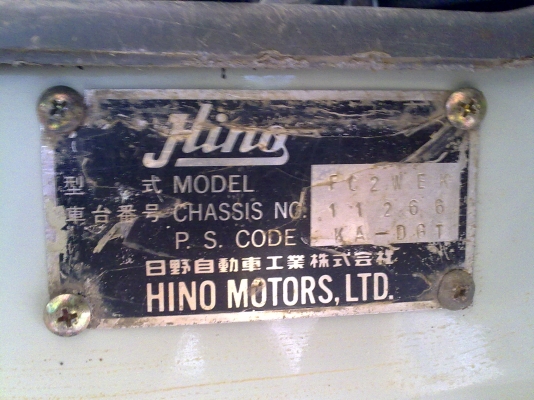 Hino
型 式 MODEL FC2WEK
車台番号 CHASSIS NO. 11266
P. S. CODE KA-DGT
日野自動車工業株式会社
HINO MOTORS, LTD.